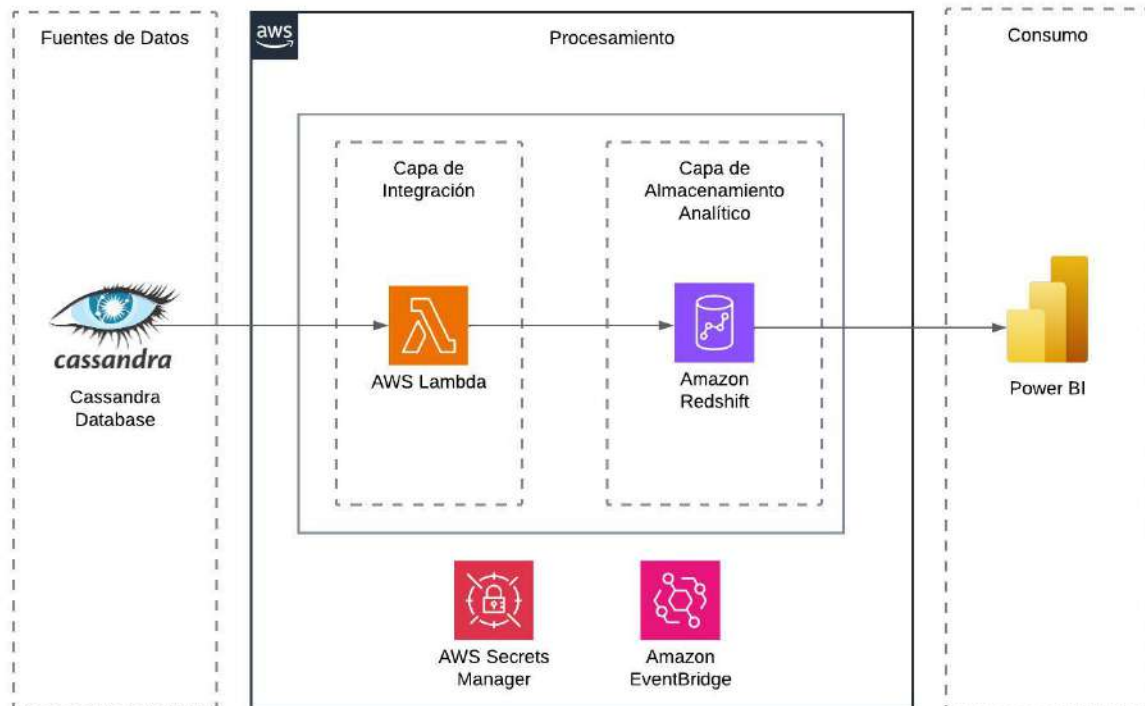 Fuentes de Datos
aws
Procesamiento
Consumo
Capa de
Integración
Capa de
Almacenamiento
Analítico
cassandra
Cassandra
Database
AWS Lambda
Amazon
Redshift
Power BI
AWS Secrets
Manager
Amazon
EventBridge